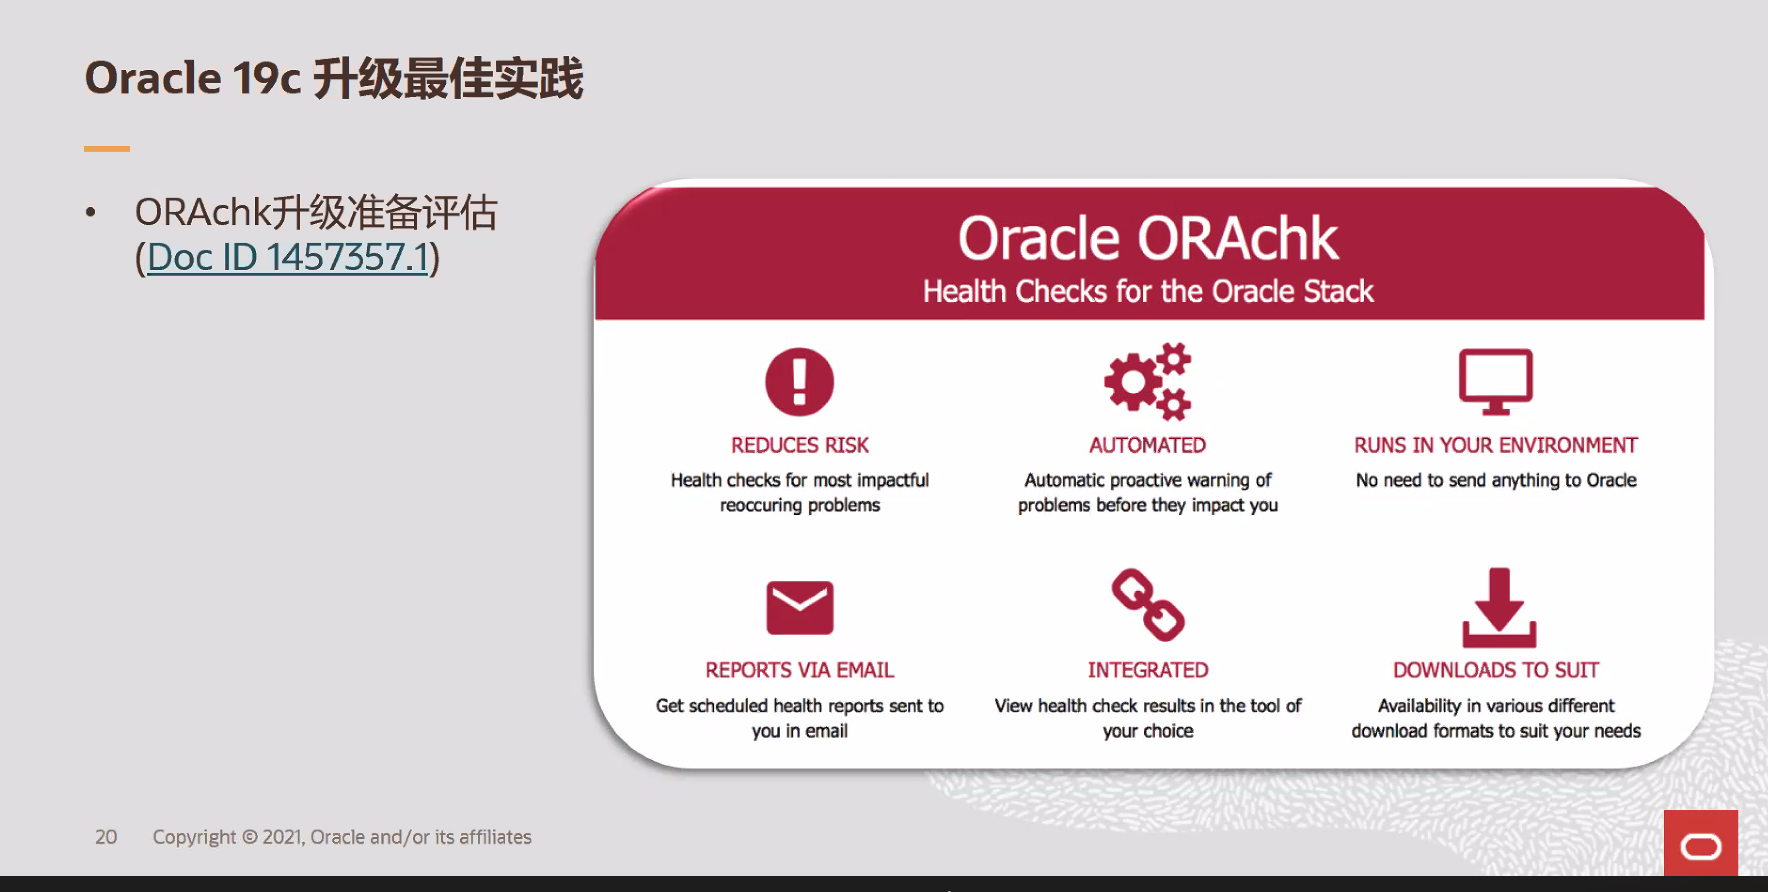 Oracle 19c 升级最佳实践
• ORAchk升级准备评估
(Doc ID 1457357.1)
Oracle ORAchk
Health Checks for the Oracle Stack
REDUCES RISK
Health checks for most impactful
reoccuring problems
AUTOMATED
Automatic proactive warning of
problems before they impact you
RUNS IN YOUR ENVIRONMENT
No need to send anything to Oracle
REPORTS VIA EMAIL
Get scheduled health reports sent to
you in email
INTEGRATED
View health check results in the tool of
your choice
DOWNLOADS TO SUIT
Availability in various different
download formats to suit your needs
20 Copyright © 2021, Oracle and/or its affiliates